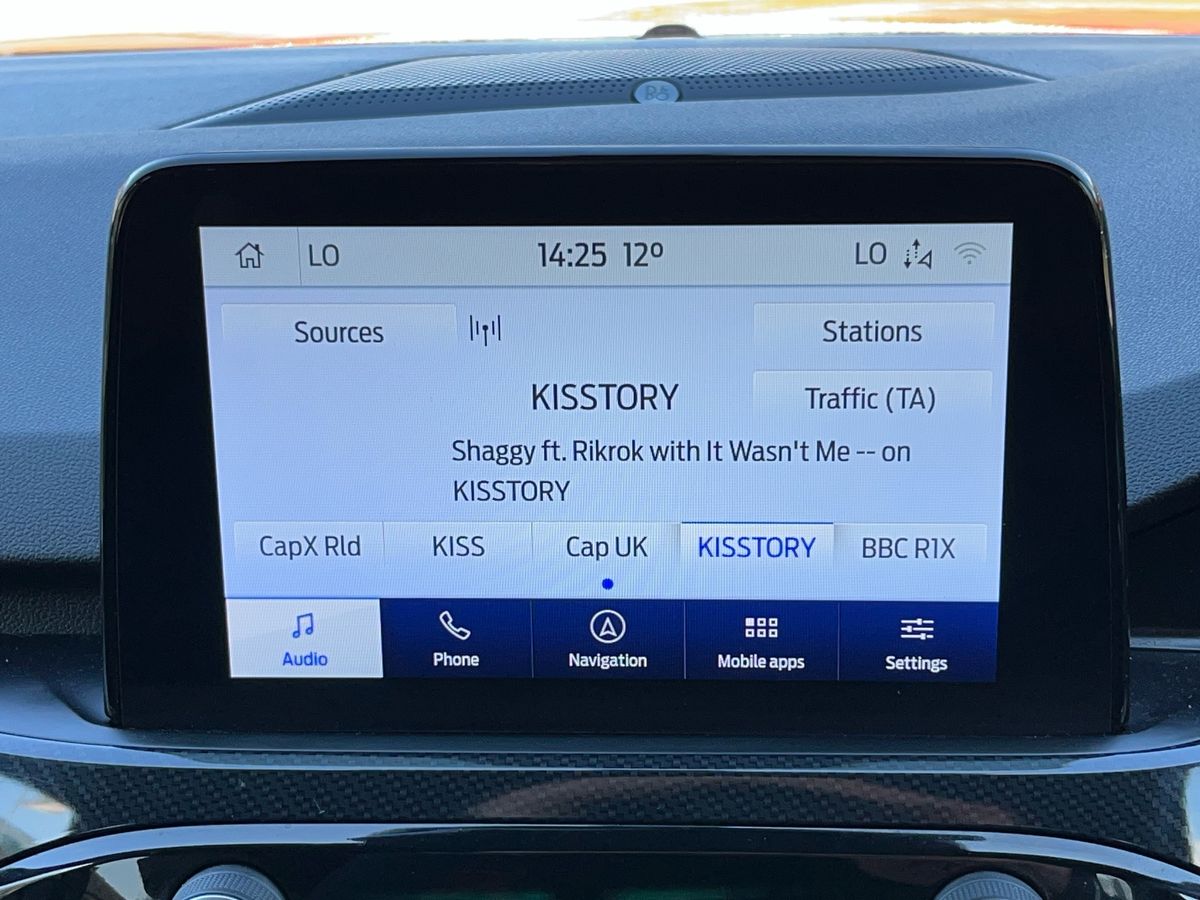 B&O
LO 14:25 12º LO
Sources Stations
KISSTORY Traffic (TA)
Shaggy ft. Rikrok with It Wasn't Me -- on
KISSTORY
CapX Rld KISS Cap UK KISSTORY BBC R1X
Audio Phone Navigation Mobile apps Settings